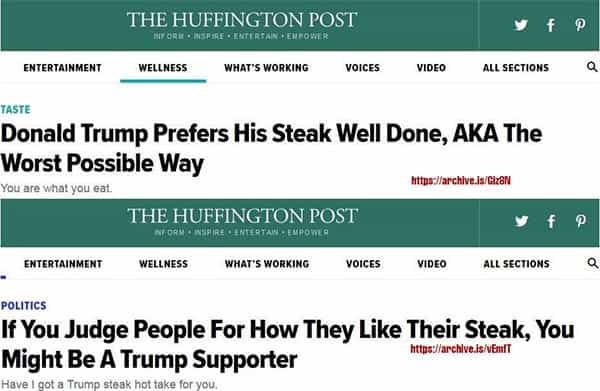 THE HUFFINGTON POST
INFORM • INSPIRE • ENTERTAIN • EMPOWER
ENTERTAINMENT WELLNESS WHAT'S WORKING VOICES VIDEO ALL SECTIONS
TASTE
Donald Trump Prefers His Steak Well Done, AKA The
Worst Possible Way
https://archive.is/Giz8N
You are what you eat.
THE HUFFINGTON POST
INFORM • INSPIRE • ENTERTAIN • EMPOWER
ENTERTAINMENT WELLNESS WHAT'S WORKING VOICES VIDEO ALL SECTIONS
POLITICS
If You Judge People For How They Like Their Steak, You
Might Be A Trump Supporter
https://archive.is/vEmfT
Have I got a Trump steak hot take for you.